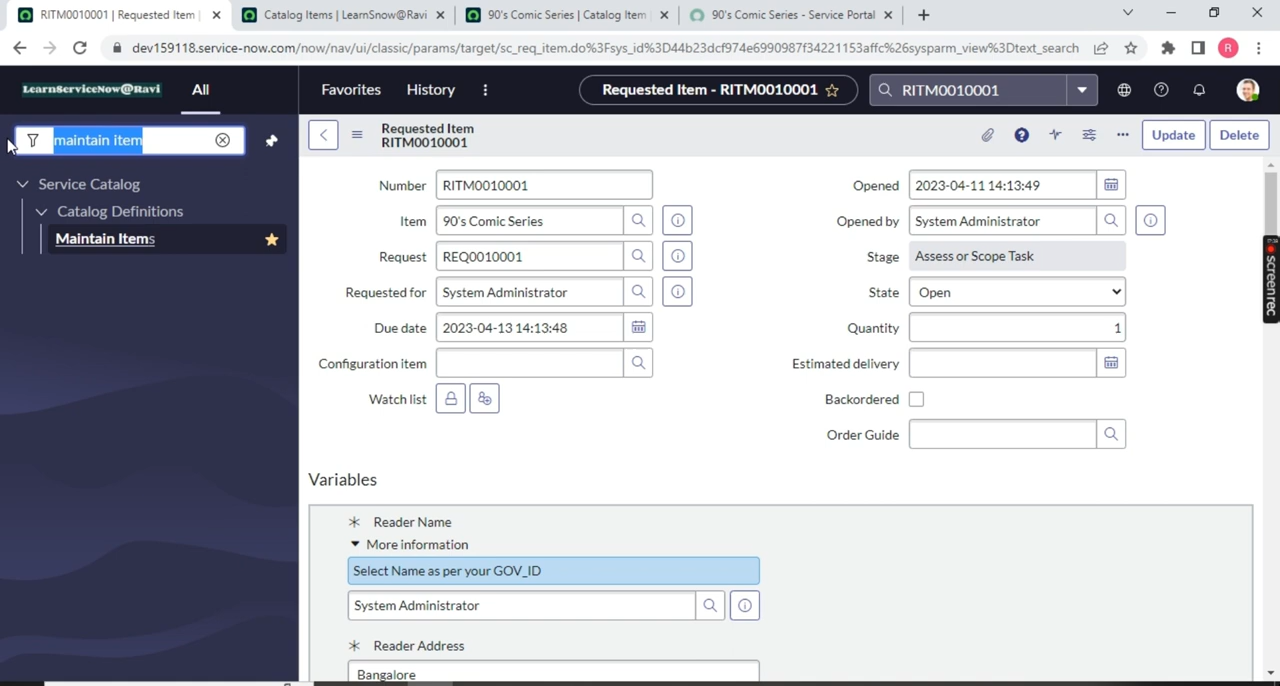 RITM0010001 | Requested Item |
Catalog Items | LearnSnow@Ravi
90's Comic Series | Catalog Item
90's Comic Series - Service Portal
dev159118.service-now.com/now/nav/ui/classic/params/target/sc_req_item.do%3Fsys_id%3D44b23dcf974e6990987f34221153affc%26sysparm_view%3Dtext_search
R
LearnServiceNow@Ravi
All
Favorites
History
Requested Item - RITM0010001
RITM0010001
maintain item
Service Catalog
Catalog Definitions
Maintain Items
Requested Item
RITM0010001
Update
Delete
Number
RITM0010001
Item
90's Comic Series
Request
REQ0010001
Requested for
System Administrator
Due date
2023-04-13 14:13:48
Configuration item
Watch list
Opened
2023-04-11 14:13:49
Opened by
System Administrator
Stage
Assess or Scope Task
State
Open
Quantity
1
Estimated delivery
Backordered
Order Guide
Variables
Reader Name
More information
Select Name as per your GOV_ID
System Administrator
Reader Address
Bangalore
screenrec